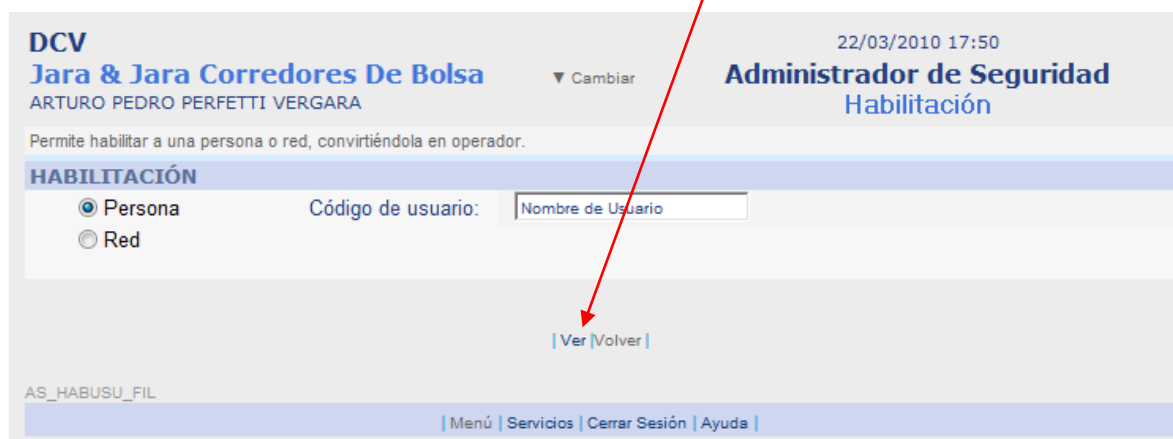 DCV
22/03/2010 17:50
Jara & Jara Corredores De Bolsa ▼ Cambiar Administrador de Seguridad
ARTURO PEDRO PERFETTI VERGARA Habilitación
Permite habilitar a una persona o red, convirtiéndola en operador.
HABILITACIÓN
Persona Código de usuario: Nombre de Usuario
Red
| Ver |Volver |
AS_HABUSU_FIL
| Menú | Servicios | Cerrar Sesión | Ayuda |